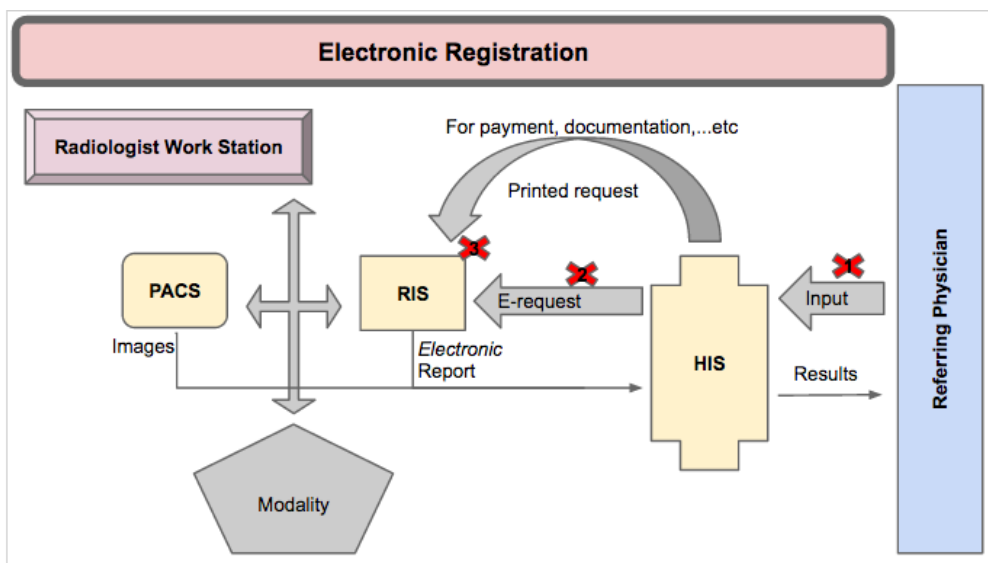 Electronic Registration
For payment, documentation,...etc
Radiologist Work Station
Printed request
3
2
1
PACS
RIS
E-request
Input
Images
Electronic
Report
HIS
Results
Referring Physician
Modality